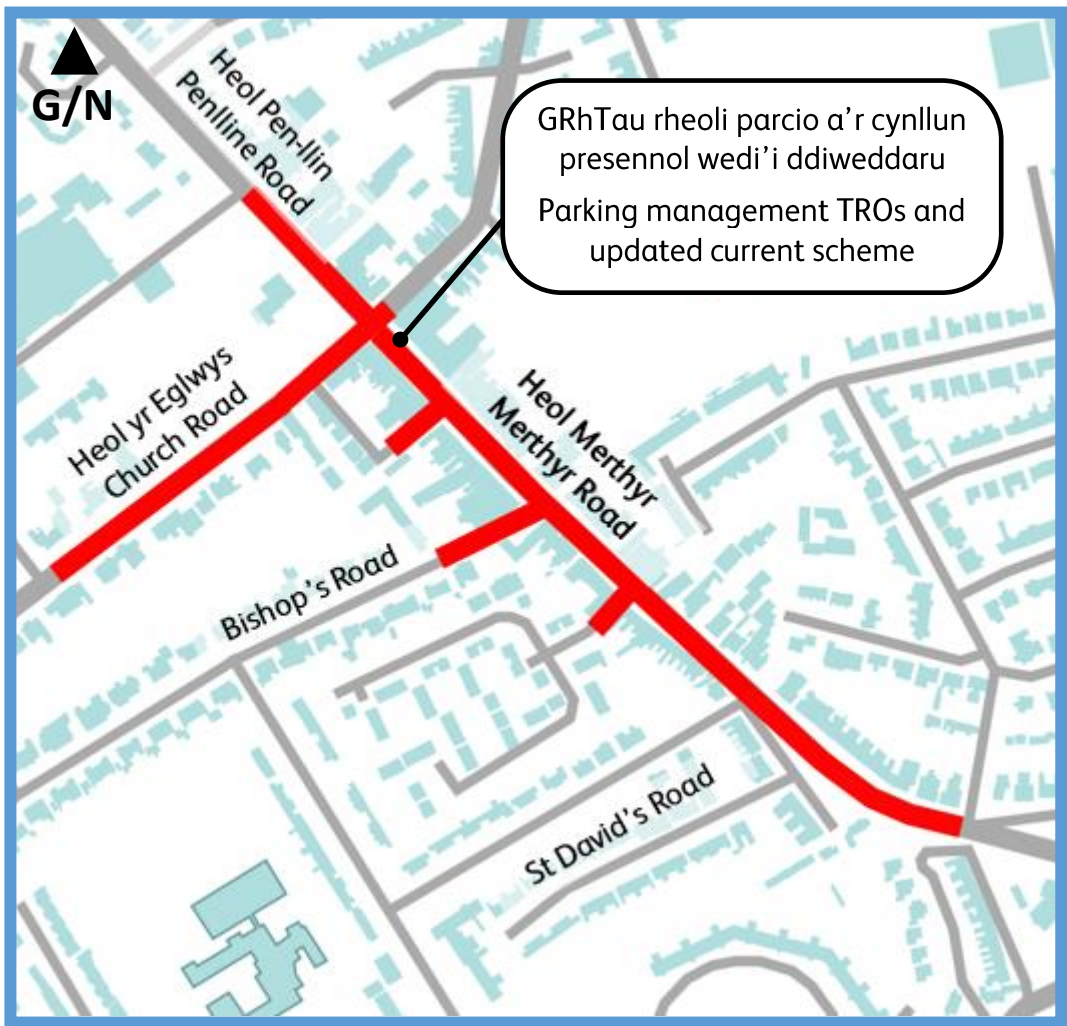 G/N
Heol Pen-llin
Penlline Road
GRhTau rheoli parcio a'r cynllun
presennol wedi'i ddiweddaru
Parking management TROs and
updated current scheme
Heol yr Eglwys
Church Road
Heol Merthyr
Merthyr Road
Bishop's Road
St David's Road